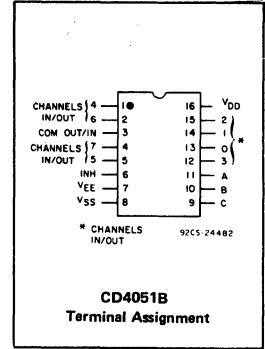 CHANNELS IN/OUT 4 1 16 VDD
6 2 15 2
COM OUT/IN 3 14 1
CHANNELS IN/OUT 7 4 13 0 *
5 5 12 3
INH 6 11 A
VEE 7 10 B
VSS 8 9 C
* CHANNELS IN/OUT 92CS-24482
CD4051B
Terminal Assignment